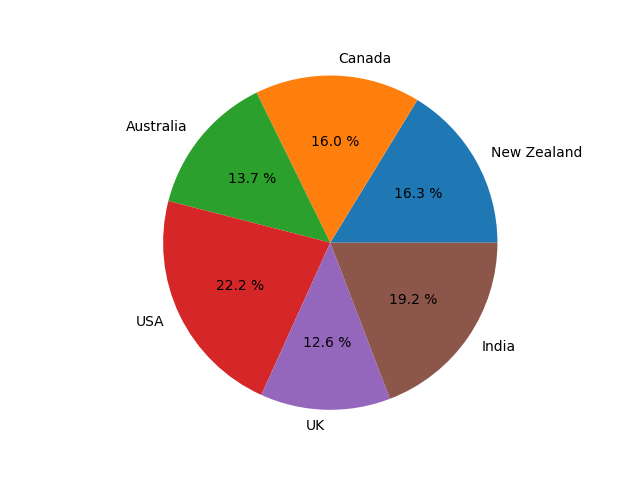 Canada
Australia
New Zealand
16.0 %
13.7 %
16.3 %
22.2 %
19.2 %
USA
12.6 %
India
UK